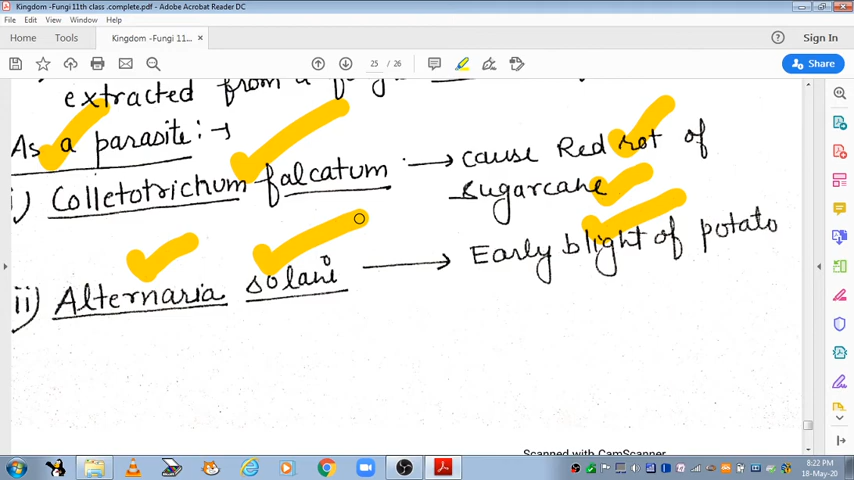 Kingdom -Fungi 11th class .complete.pdf - Adobe Acrobat Reader DC
File Edit View Window Help
Home Tools Kingdom -Fungi 11... × Sign In
25 / 26 Share
extracted from a
As a parasite:→
i) Colletotrichum falcatum → cause Red rot of
sugarcane
ii) Alternaria solani → Early blight of potato
Scanned with CamScanner
8:22 PM
18-May-20